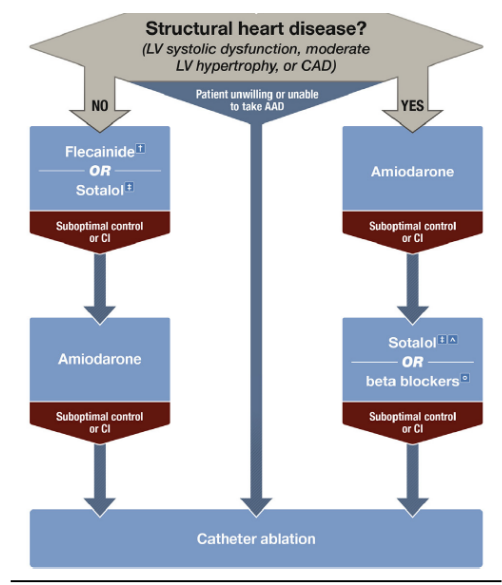 Structural heart disease?
(LV systolic dysfunction, moderate
LV hypertrophy, or CAD)
Patient unwilling or unable
to take AAD
NO
YES
Flecainide†
OR
Sotalol‡
Suboptimal control
or CI
Amiodarone
Suboptimal control
or CI
Amiodarone
Suboptimal control
or CI
Sotalol‡ ^
OR
beta blockers¤
Suboptimal control
or CI
Catheter ablation